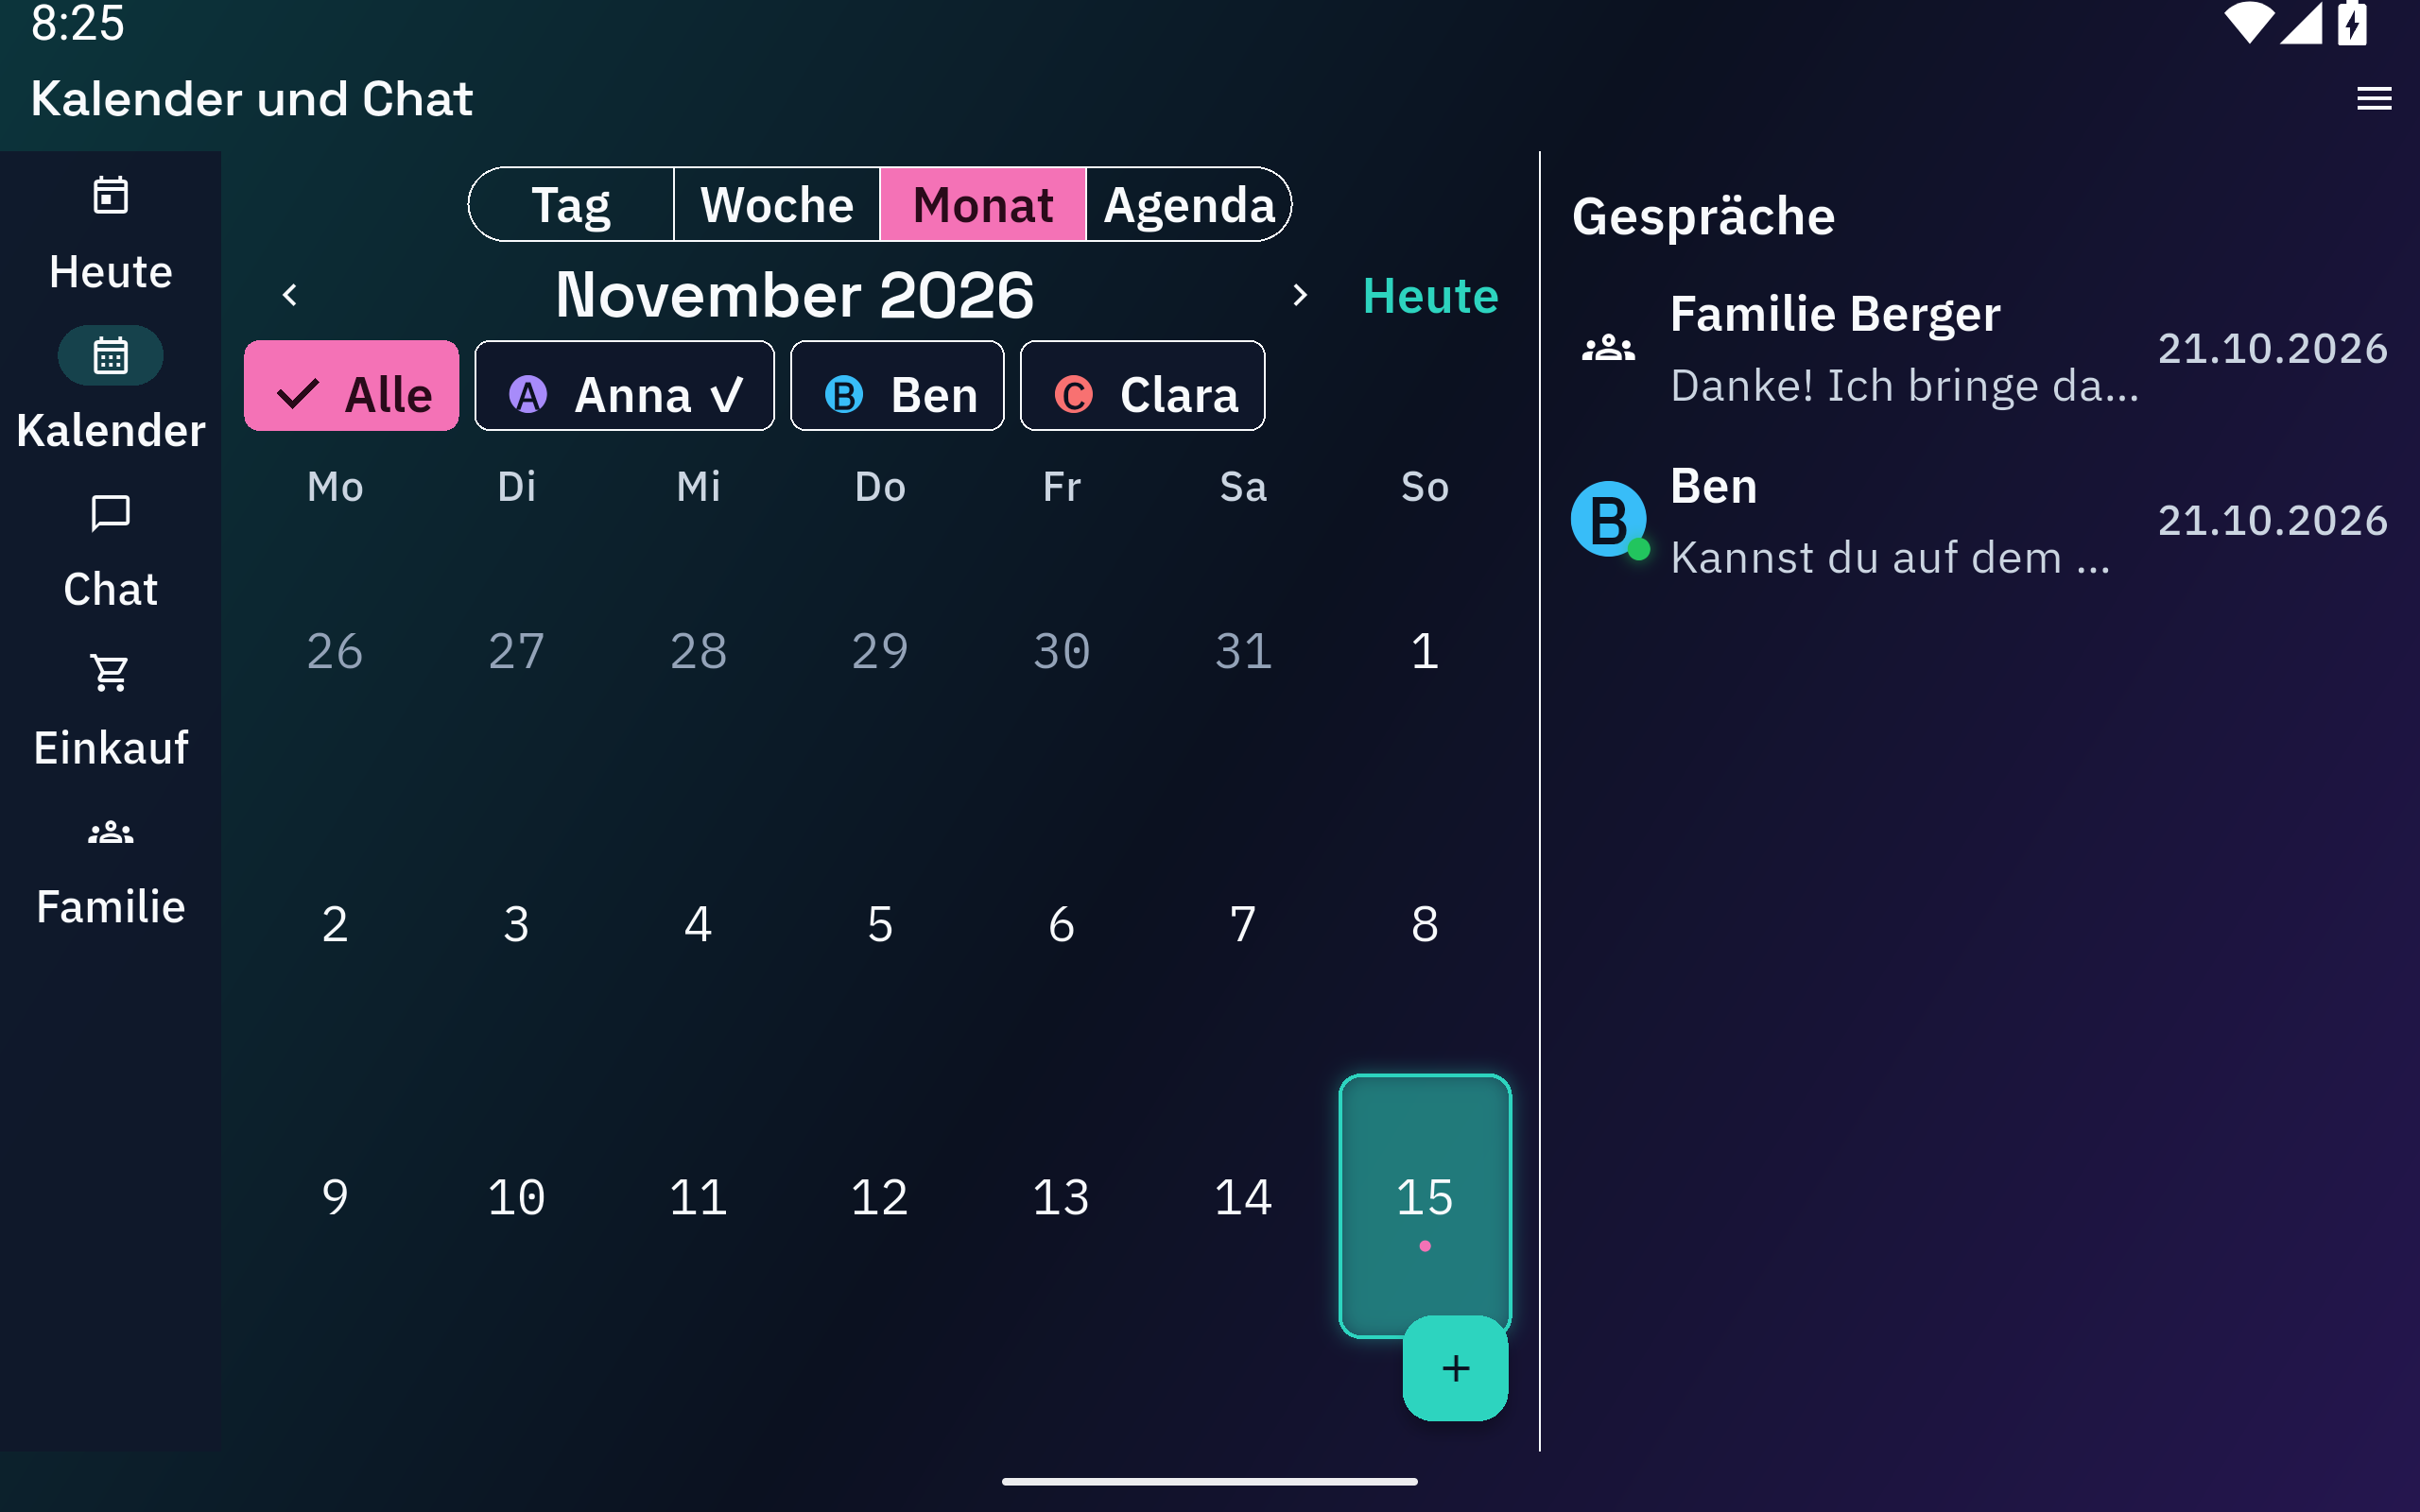 8:25
Kalender und Chat
Heute
Kalender
Chat
Einkauf
Familie
Tag Woche Monat Agenda
November 2026 Heute
Alle A Anna √ B Ben C Clara
Mo Di Mi Do Fr Sa So
26 27 28 29 30 31 1
2 3 4 5 6 7 8
9 10 11 12 13 14 15
+
Gespräche
Familie Berger
Danke! Ich bringe da...
21.10.2026
B
Ben
Kannst du auf dem ...
21.10.2026